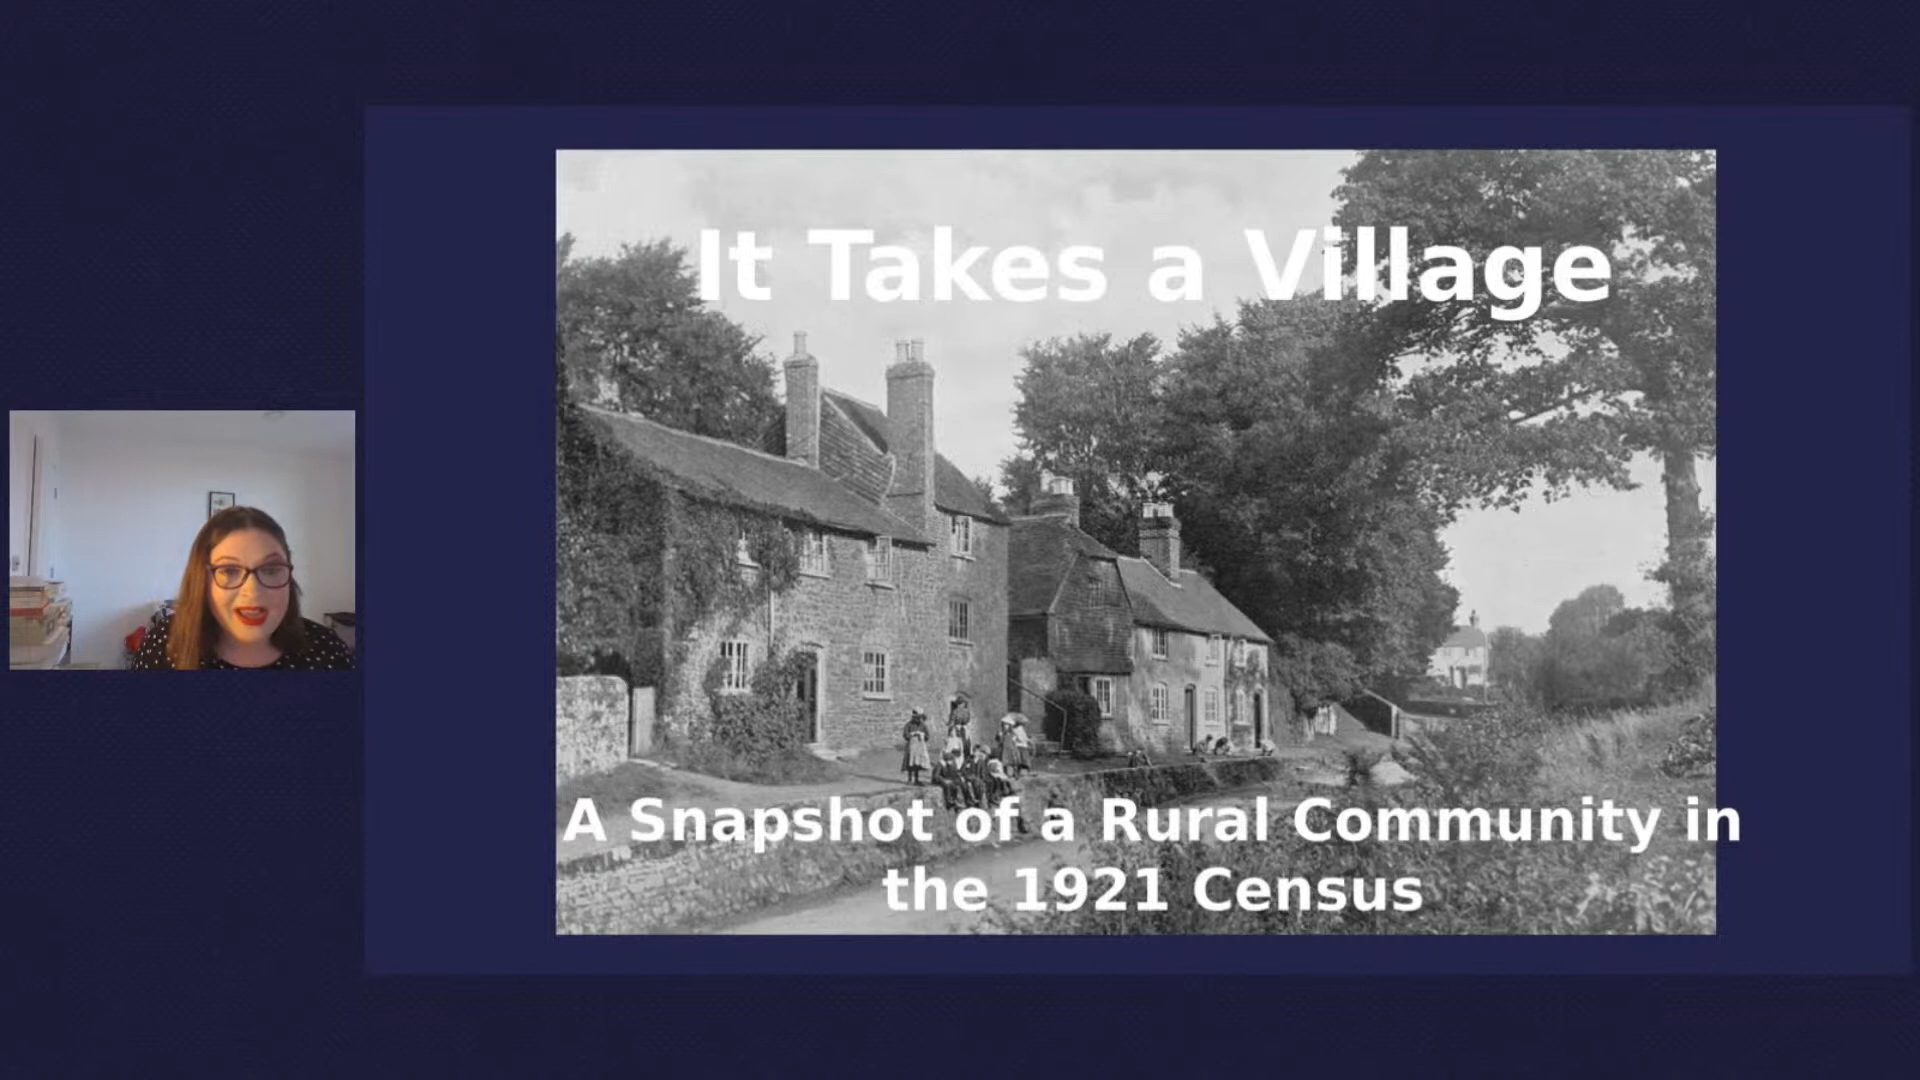 It Takes a Village
A Snapshot of a Rural Community in
the 1921 Census